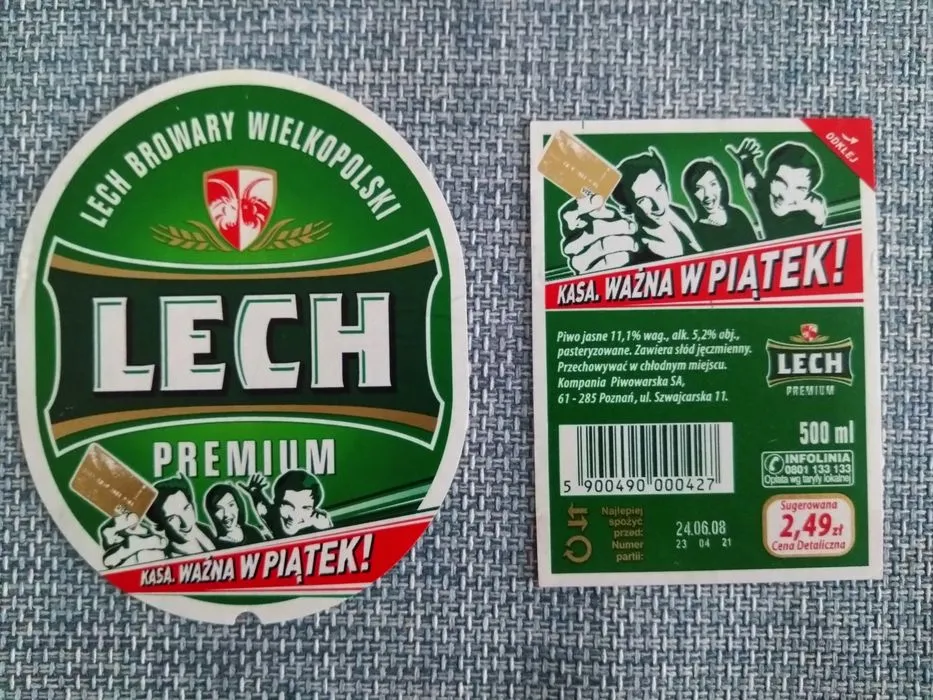 LECH BROWARY WIELKOPOLSKI
LECH
PREMIUM
KASA. WAŻNA W PIĄTEK!
ODKLEJ
KASA. WAŻNA W PIĄTEK!
Piwo jasne 11,1% wag., alk. 5,2% obj.,
pasteryzowane. Zawiera słód jęczmienny.
Przechowywać w chłodnym miejscu.
Kompania Piwowarska SA,
61 - 285 Poznań, ul. Szwajcarska 11.
LECH
PREMIUM
500 ml
INFOLINIA
0801 133 133
Opłata wg taryfy lokalnej
5 900490 000427
Najlepiej
spożyć
przed:
Numer
partii:
24.06.08
23 04 21
Sugerowana
2,49zł
Cena Detaliczna